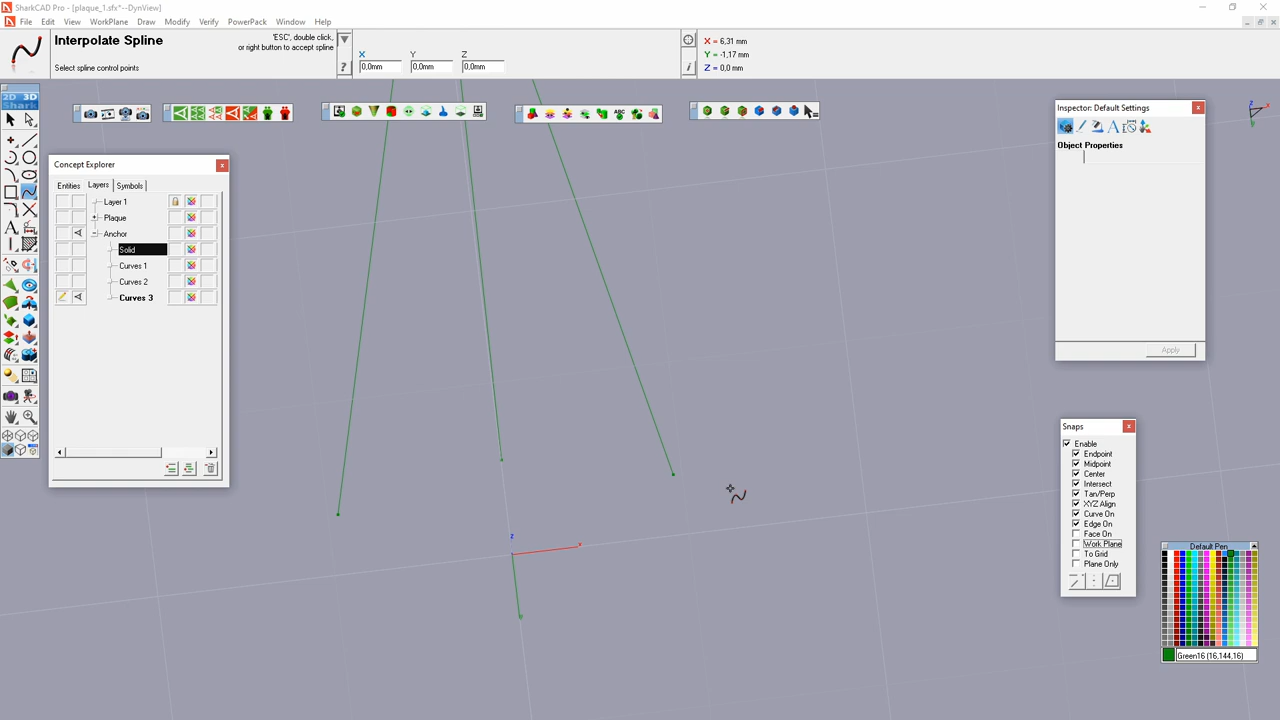 SharkCAD Pro - [plaque_1.sfx*-DynView]
File Edit View WorkPlane Draw Modify Verify PowerPack Window Help
Interpolate Spline
'ESC', double click,
or right button to accept spline
Select spline control points
?
X Y Z
0,0mm 0,0mm 0,0mm
i
X = 6,31 mm
Y = -1,17 mm
Z = 0,0 mm
2D 3D
Shark
ABC
Concept Explorer
x
Entities Layers Symbols
Layer 1
Plaque
Anchor
Solid
Curves 1
Curves 2
Curves 3
Inspector: Default Settings
x
Object Properties
Apply
Snaps
x
Enable
Endpoint
Midpoint
Center
Intersect
Tan/Perp
XYZ Align
Curve On
Edge On
Face On
Work Plane
To Grid
Plane Only
Default Pen
Green16 (16,144,16)
z
x
z
x